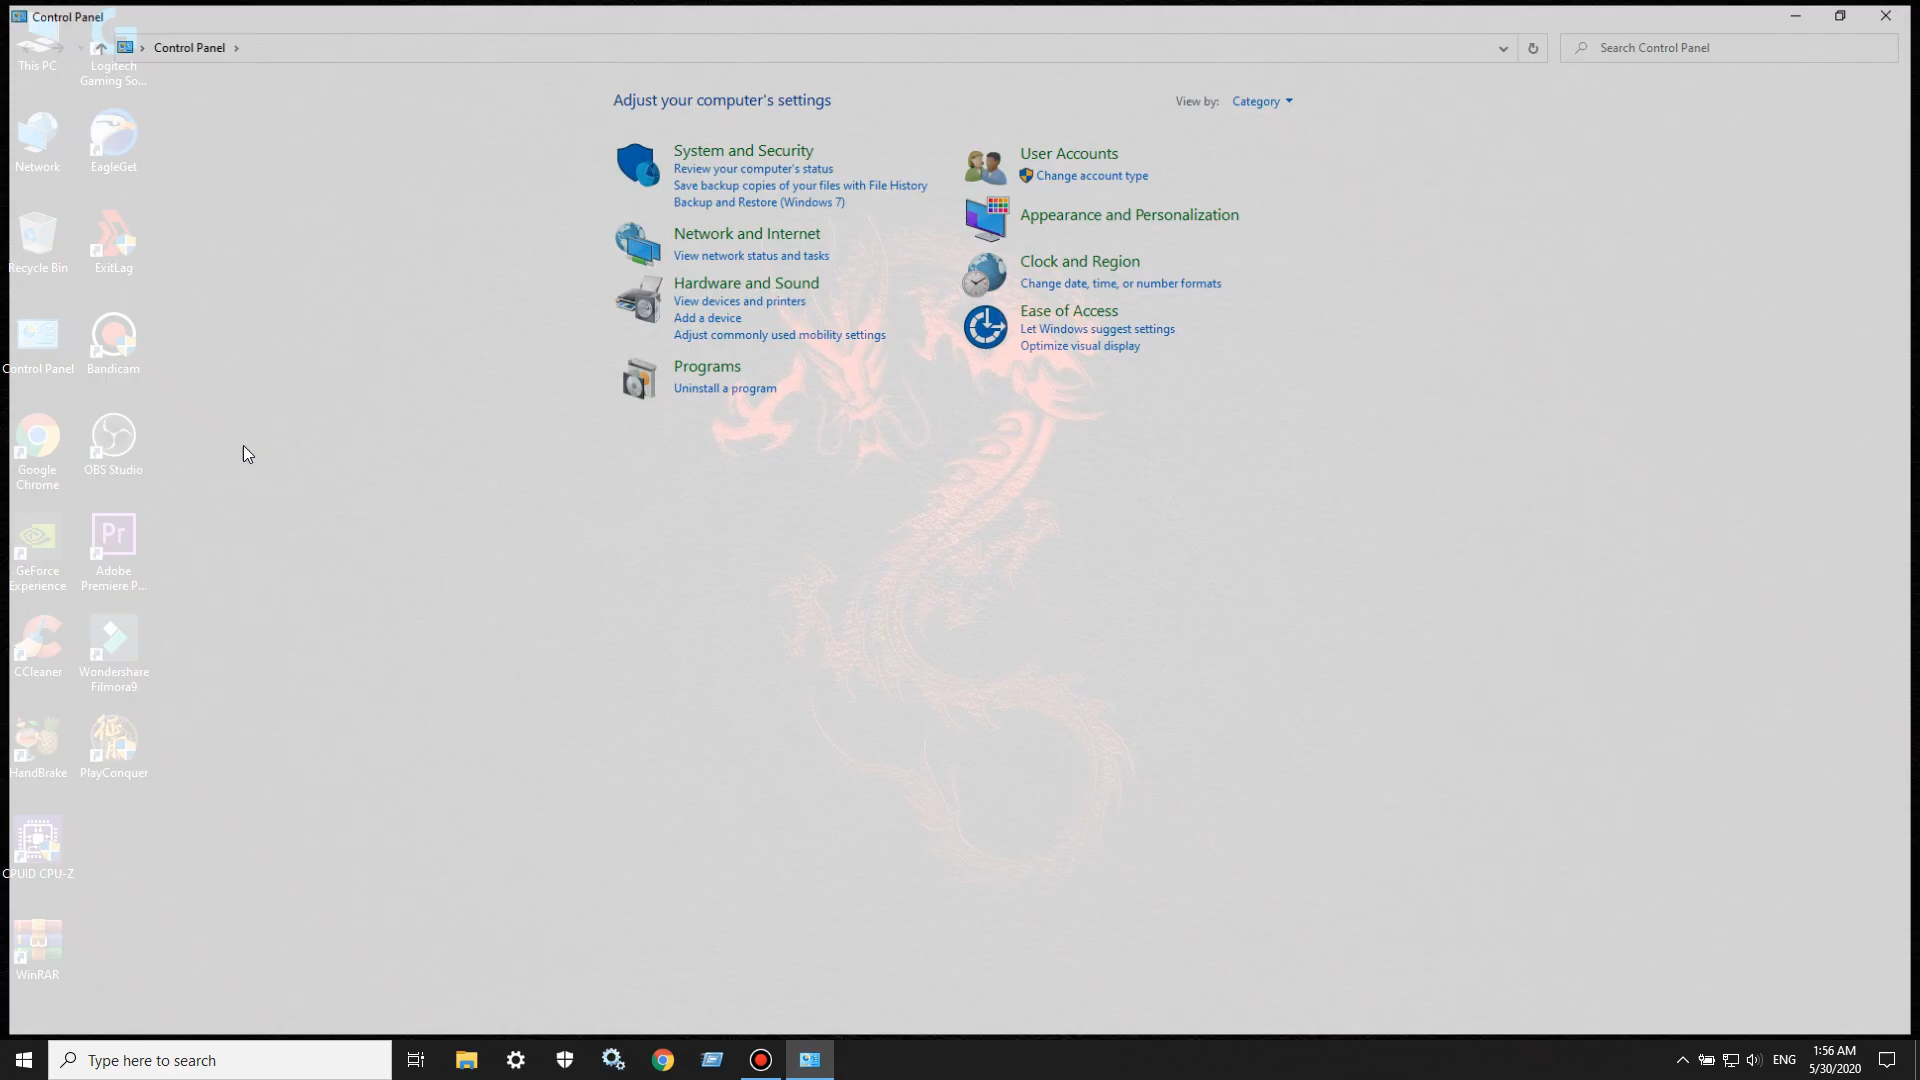 Control Panel
Control Panel
Search Control Panel
Adjust your computer's settings
View by: Category
System and Security
Review your computer's status
Save backup copies of your files with File History
Backup and Restore (Windows 7)
Network and Internet
View network status and tasks
Hardware and Sound
View devices and printers
Add a device
Adjust commonly used mobility settings
Programs
Uninstall a program
User Accounts
Change account type
Appearance and Personalization
Clock and Region
Change date, time, or number formats
Ease of Access
Let Windows suggest settings
Optimize visual display
This PC
Network
Recycle Bin
Control Panel
Google
Chrome
GeForce
Experience
CCleaner
HandBrake
CPUID CPU-Z
WinRAR
Logitech
Gaming So...
EagleGet
ExitLag
Bandicam
OBS Studio
Pr
Adobe
Premiere P...
Wondershare
Filmora9
PlayConquer
Type here to search
ENG
1:56 AM
5/30/2020